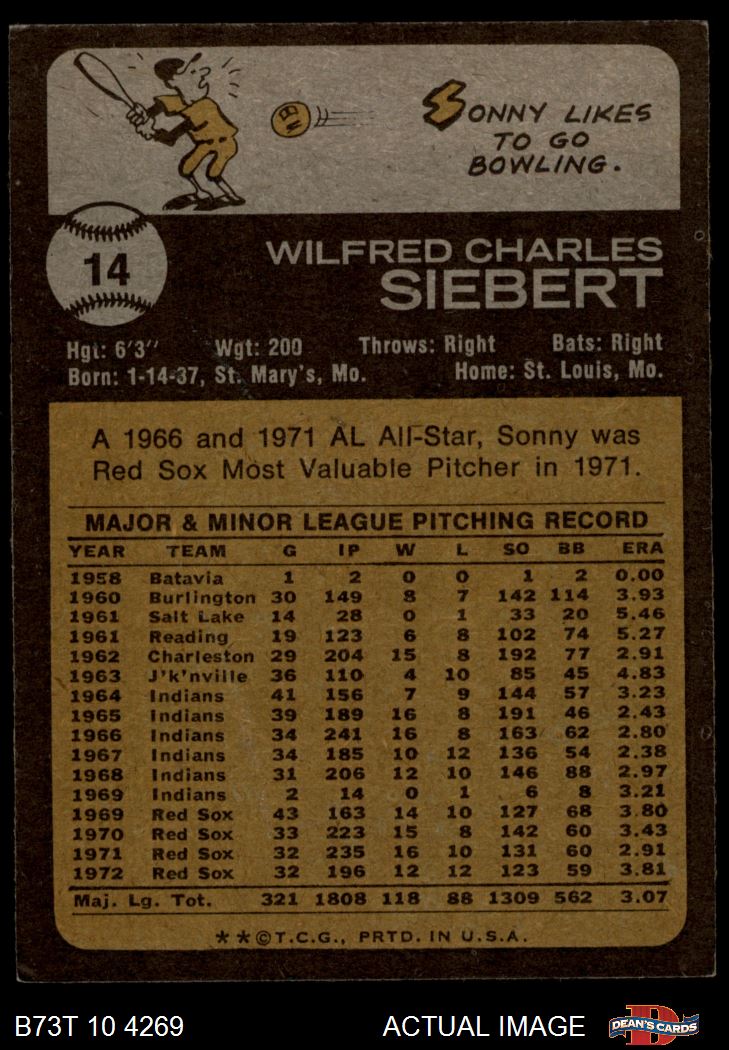 SONNY LIKES
TO GO
BOWLING.
14
WILFRED CHARLES
SIEBERT
Hgt: 6'3" Wgt: 200 Throws: Right Bats: Right
Born: 1-14-37, St. Mary's, Mo. Home: St. Louis, Mo.
A 1966 and 1971 AL All-Star, Sonny was
Red Sox Most Valuable Pitcher in 1971.
MAJOR & MINOR LEAGUE PITCHING RECORD
YEAR TEAM G IP W L SO BB ERA
1958 Batavia 1 2 0 0 1 2 0.00
1960 Burlington 30 149 8 7 142 114 3.93
1961 Salt Lake 14 28 0 1 33 20 5.46
1961 Reading 19 123 6 8 102 74 5.27
1962 Charleston 29 204 15 8 192 77 2.91
1963 J'k'nville 36 110 4 10 85 45 4.83
1964 Indians 41 156 7 9 144 57 3.23
1965 Indians 39 189 16 8 191 46 2.43
1966 Indians 34 241 16 8 163 62 2.80
1967 Indians 34 185 10 12 136 54 2.38
1968 Indians 31 206 12 10 146 88 2.97
1969 Indians 2 14 0 1 6 8 3.21
1969 Red Sox 43 163 14 10 127 68 3.80
1970 Red Sox 33 223 15 8 142 60 3.43
1971 Red Sox 32 235 16 10 131 60 2.91
1972 Red Sox 32 196 12 12 123 59 3.81
Maj. Lg. Tot. 321 1808 118 88 1309 562 3.07
**©T.C.G., PRTD. IN U.S.A.
B73T 10 4269 ACTUAL IMAGE DEAN'S CARDS